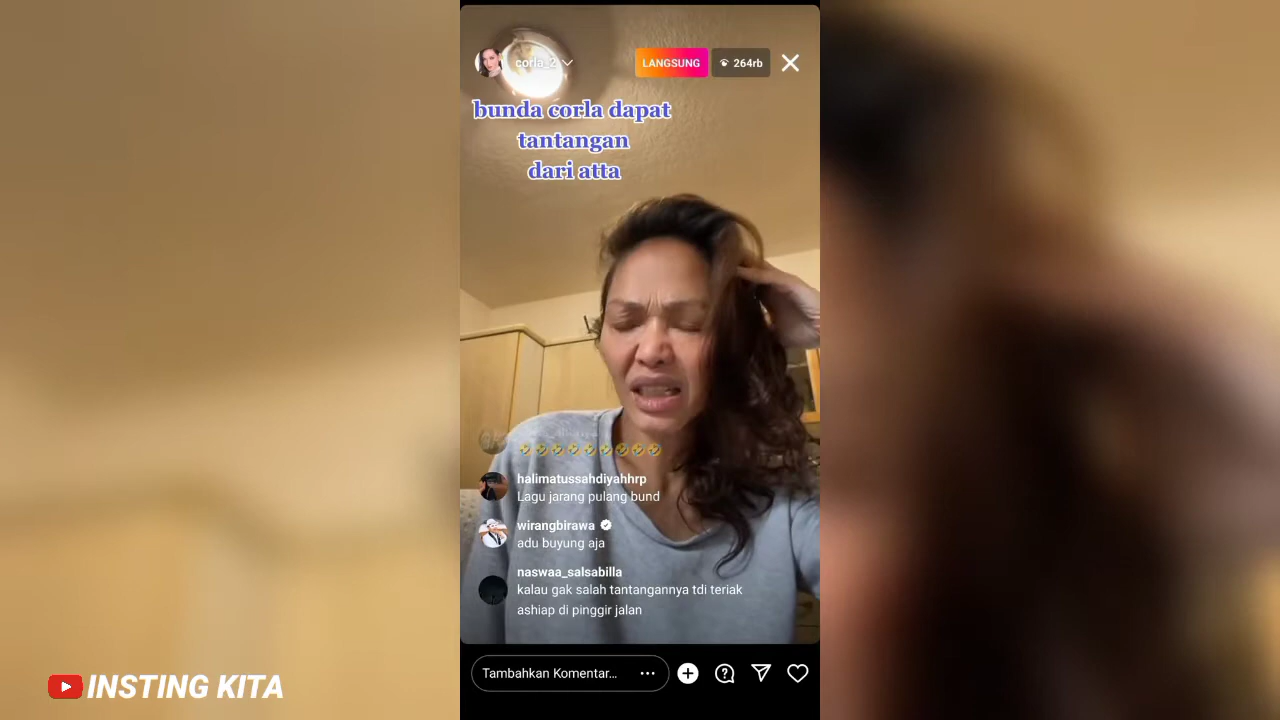 corla_2
LANGSUNG
264rb
bunda corla dapat
tantangan
dari atta
🤣🤣🤣🤣🤣🤣🤣🤣🤣
halimatussahdiyahhrp
Lagu jarang pulang bund
wirangbirawa
adu buyung aja
naswaa_salsabilla
kalau gak salah tantangannya tdi teriak
ashiap di pinggir jalan
Tambahkan Komentar...
INSTING KITA